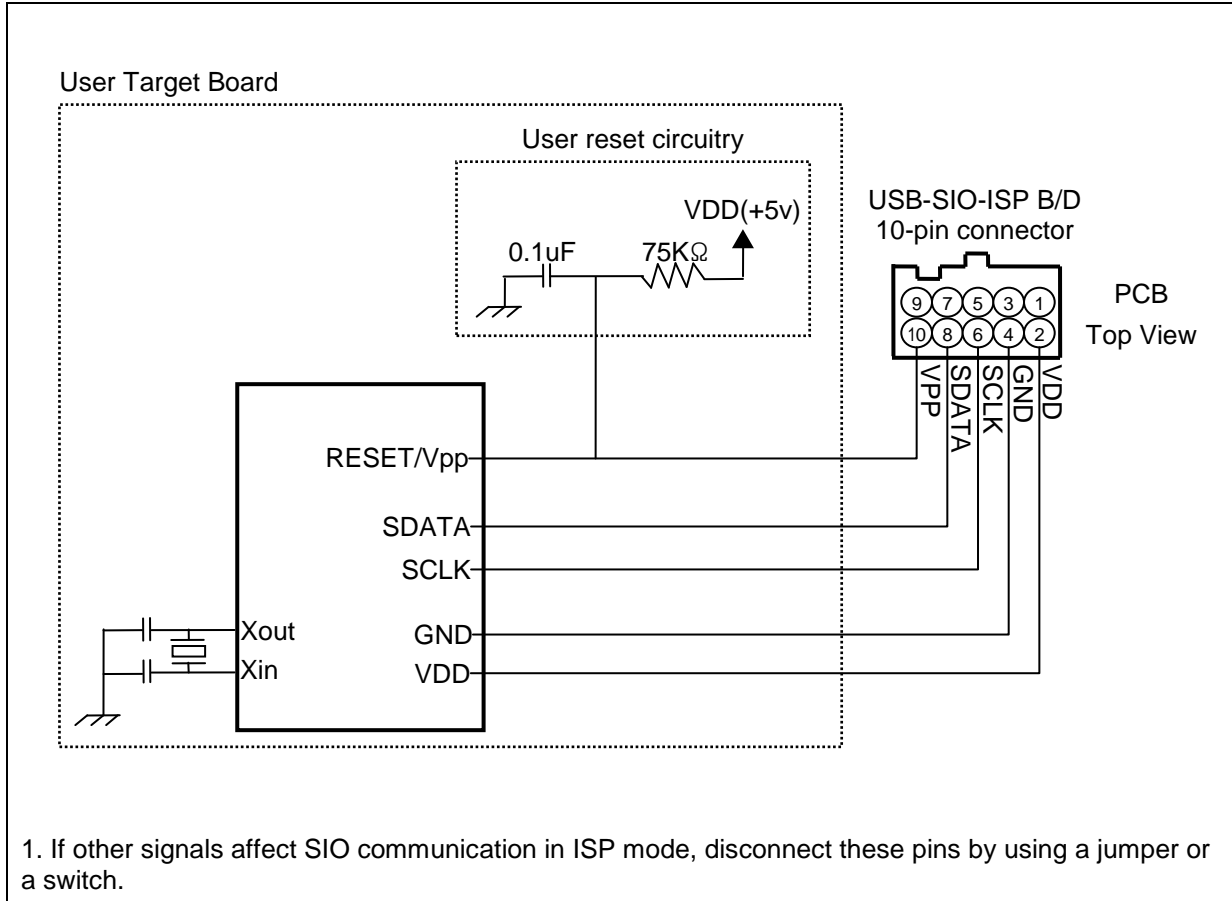 User Target Board
User reset circuitry
VDD(+5v)
0.1uF
75KΩ
USB-SIO-ISP B/D
10-pin connector
9 7 5 3 1
10 8 6 4 2
PCB
Top View
VPP
SDATA
SCLK
GND
VDD
RESET/Vpp
SDATA
SCLK
GND
VDD
Xout
Xin
1. If other signals affect SIO communication in ISP mode, disconnect these pins by using a jumper or
a switch.